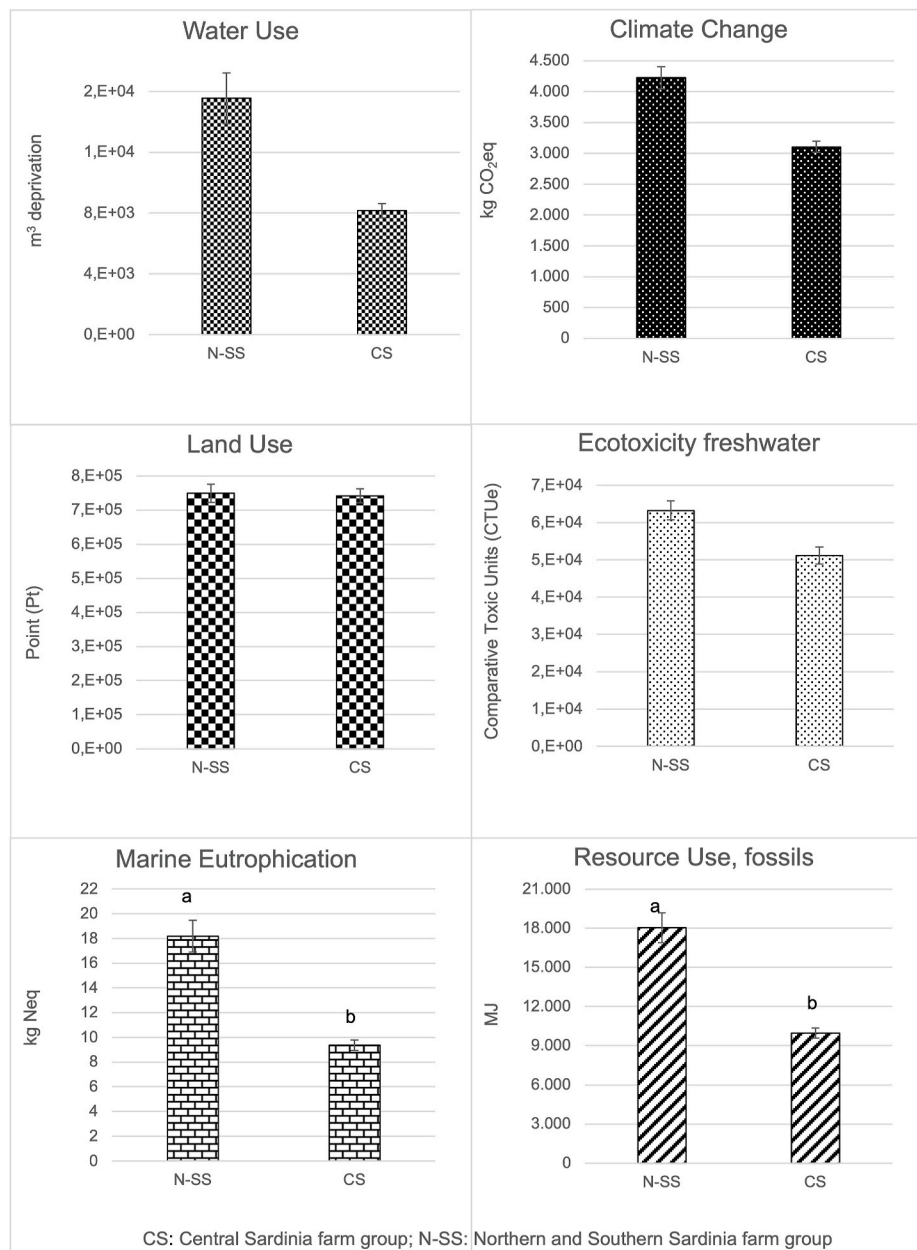 Water Use
m³ deprivation
2,E+04
1,E+04
8,E+03
4,E+03
0,E+00
N-SS CS
Climate Change
kg CO₂eq
4.500
4.000
3.500
3.000
2.500
2.000
1.500
1.000
500
0
N-SS CS
Land Use
Point (Pt)
8,E+05
7,E+05
6,E+05
5,E+05
4,E+05
3,E+05
2,E+05
1,E+05
0,E+00
N-SS CS
Ecotoxicity freshwater
Comparative Toxic Units (CTUe)
7,E+04
6,E+04
5,E+04
4,E+04
3,E+04
2,E+04
1,E+04
0,E+00
N-SS CS
Marine Eutrophication
kg Neq
22
20
18
16
14
12
10
8
6
4
2
0
a
b
N-SS CS
Resource Use, fossils
MJ
21.000
18.000
15.000
12.000
9.000
6.000
3.000
0
a
b
N-SS CS
CS: Central Sardinia farm group; N-SS: Northern and Southern Sardinia farm group